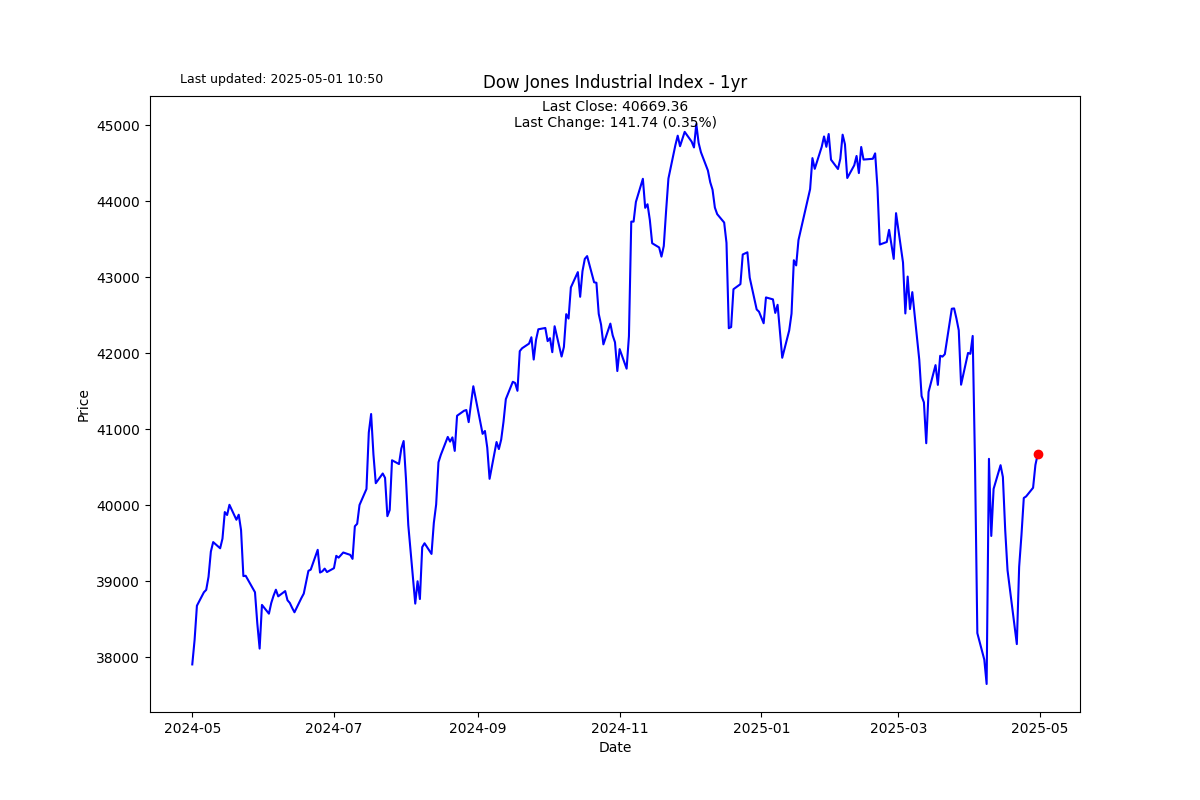 Last updated: 2025-05-01 10:50
Dow Jones Industrial Index - 1yr
Last Close: 40669.36
Last Change: 141.74 (0.35%)
45000
44000
43000
42000
41000
40000
39000
38000
Price
2024-05
2024-07
2024-09
2024-11
2025-01
2025-03
2025-05
Date